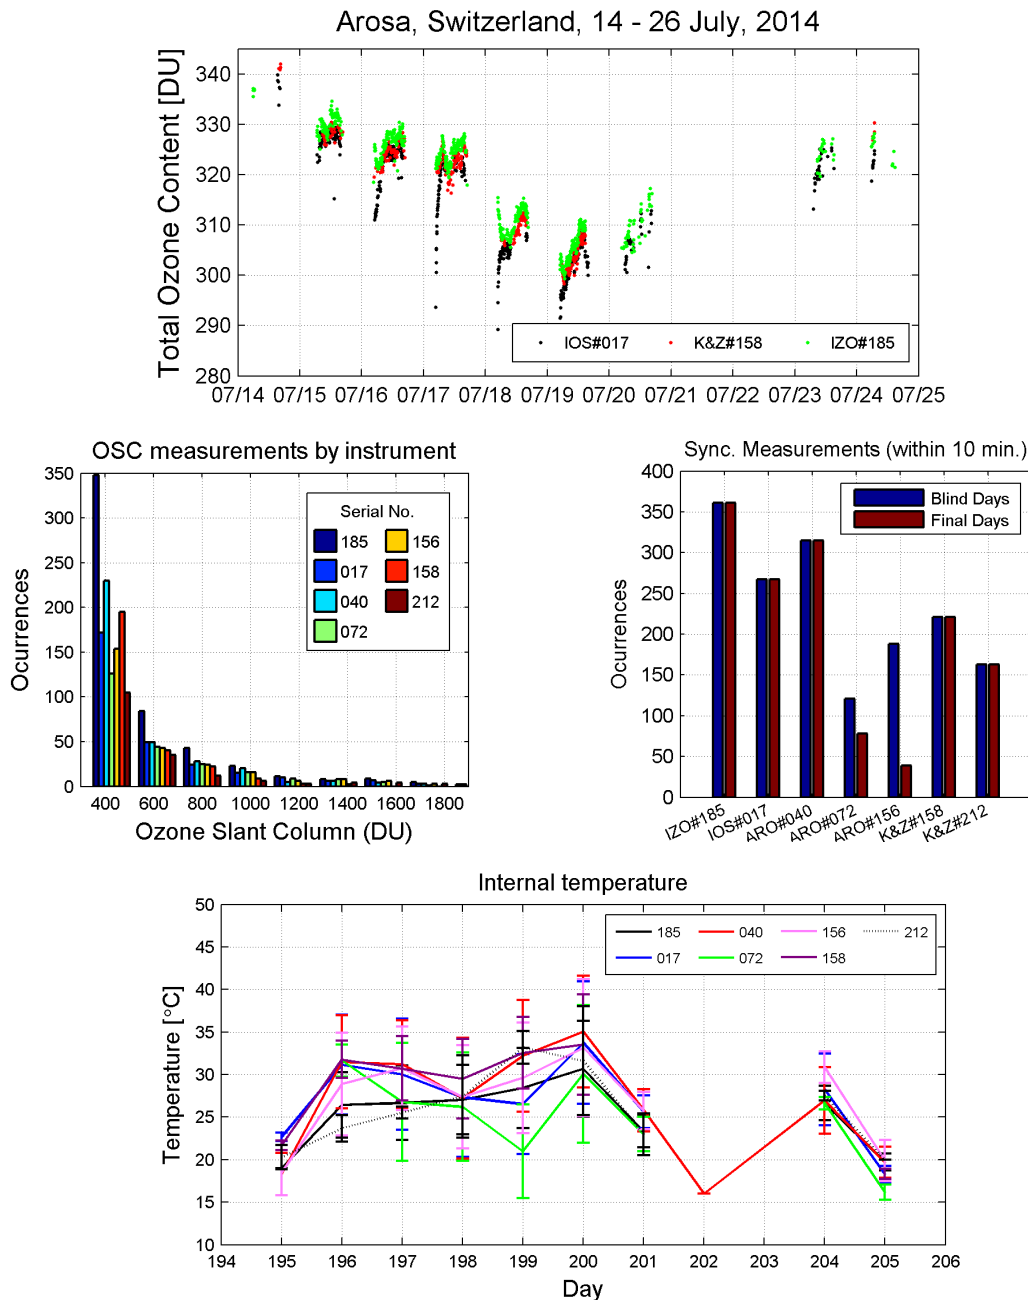 Arosa, Switzerland, 14 - 26 July, 2014
Total Ozone Content [DU]
340
330
320
310
300
290
280
IOS#017 K&Z#158 IZO#185
07/14 07/15 07/16 07/17 07/18 07/19 07/20 07/21 07/22 07/23 07/24 07/25
OSC measurements by instrument
Ocurrences
350
300
250
200
150
100
50
0
Serial No.
185 156
017 158
040 212
072
400 600 800 1000 1200 1400 1600 1800
Ozone Slant Column (DU)
Sync. Measurements (within 10 min.)
Ocurrences
400
350
300
250
200
150
100
50
0
Blind Days
Final Days
IZO#185 IOS#017 ARO#040 ARO#072 ARO#156 K&Z#158 K&Z#212
Internal temperature
Temperature [°C]
50
45
40
35
30
25
20
15
10
185 040 156 212
017 072 158
194 195 196 197 198 199 200 201 202 203 204 205 206
Day